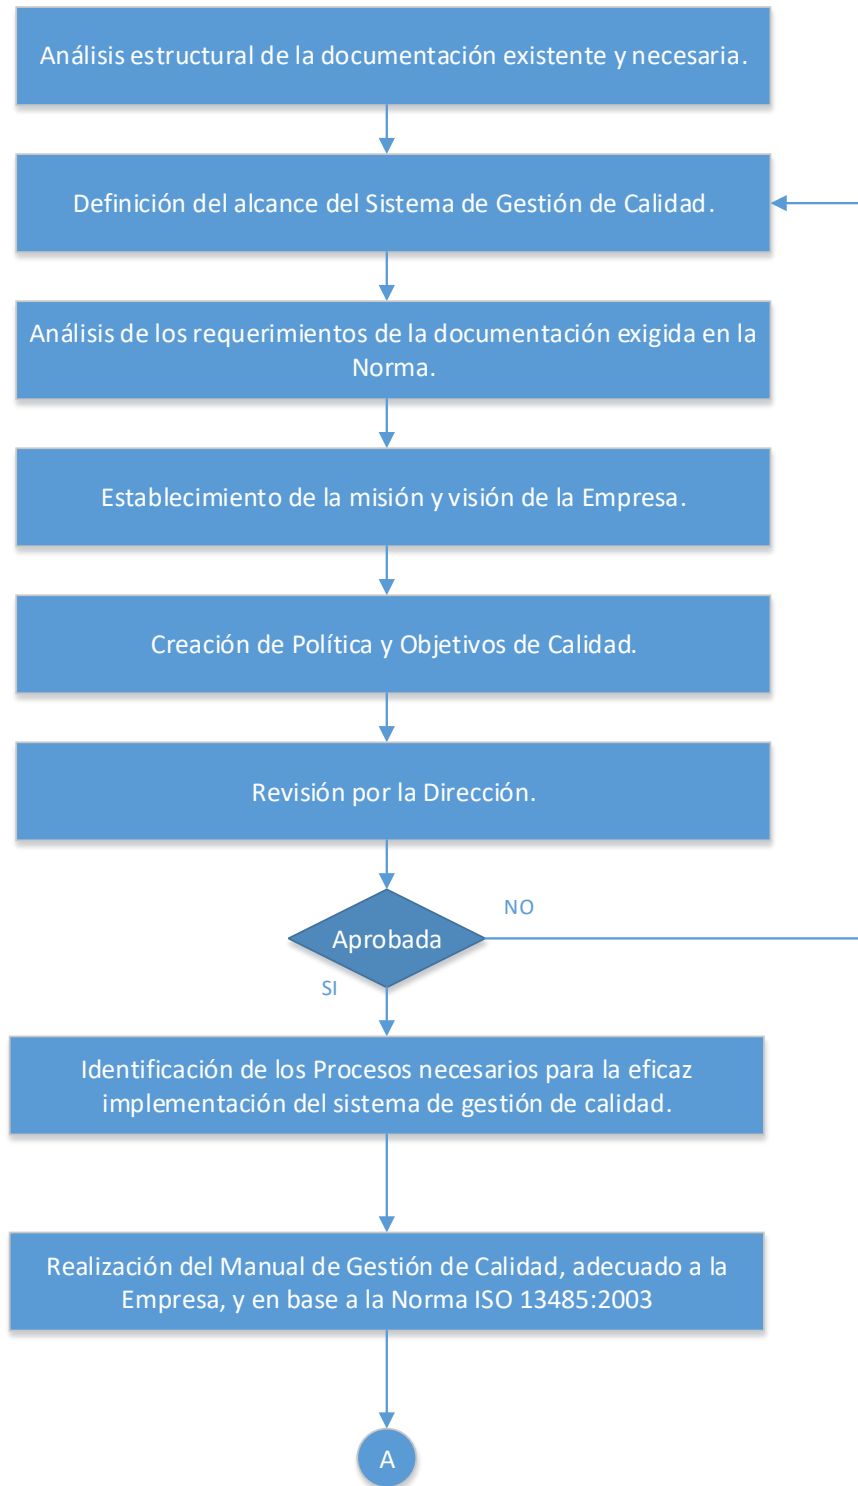 Análisis estructural de la documentación existente y necesaria.
Definición del alcance del Sistema de Gestión de Calidad.
Análisis de los requerimientos de la documentación exigida en la
Norma.
Establecimiento de la misión y visión de la Empresa.
Creación de Política y Objetivos de Calidad.
Revisión por la Dirección.
NO
Aprobada
SI
Identificación de los Procesos necesarios para la eficaz
implementación del sistema de gestión de calidad.
Realización del Manual de Gestión de Calidad, adecuado a la
Empresa, y en base a la Norma ISO 13485:2003
A